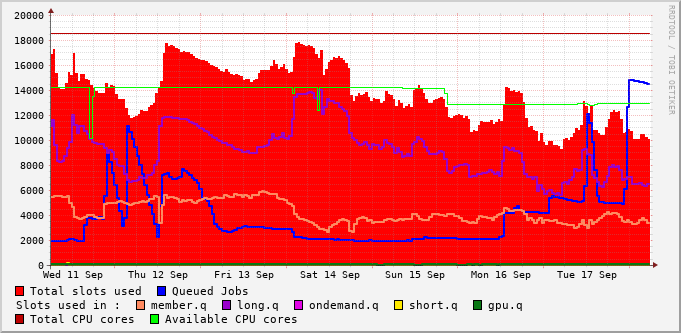 RRDTOOL / TOBI OETIKER
20000
18000
16000
14000
12000
10000
8000
6000
4000
2000
0
Wed 11 Sep Thu 12 Sep Fri 13 Sep Sat 14 Sep Sun 15 Sep Mon 16 Sep Tue 17 Sep
Total slots used Queued Jobs
Slots used in : member.q long.q ondemand.q short.q gpu.q
Total CPU cores Available CPU cores